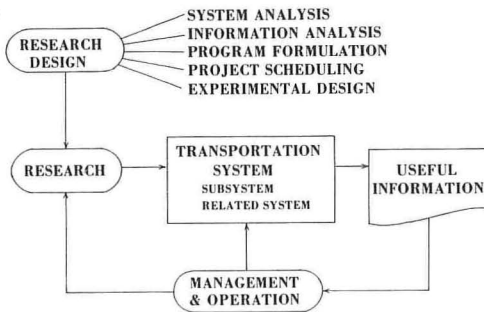 SYSTEM ANALYSIS
INFORMATION ANALYSIS
PROGRAM FORMULATION
PROJECT SCHEDULING
EXPERIMENTAL DESIGN
RESEARCH
DESIGN
RESEARCH
TRANSPORTATION
SYSTEM
SUBSYSTEM
RELATED SYSTEM
USEFUL
INFORMATION
MANAGEMENT
& OPERATION